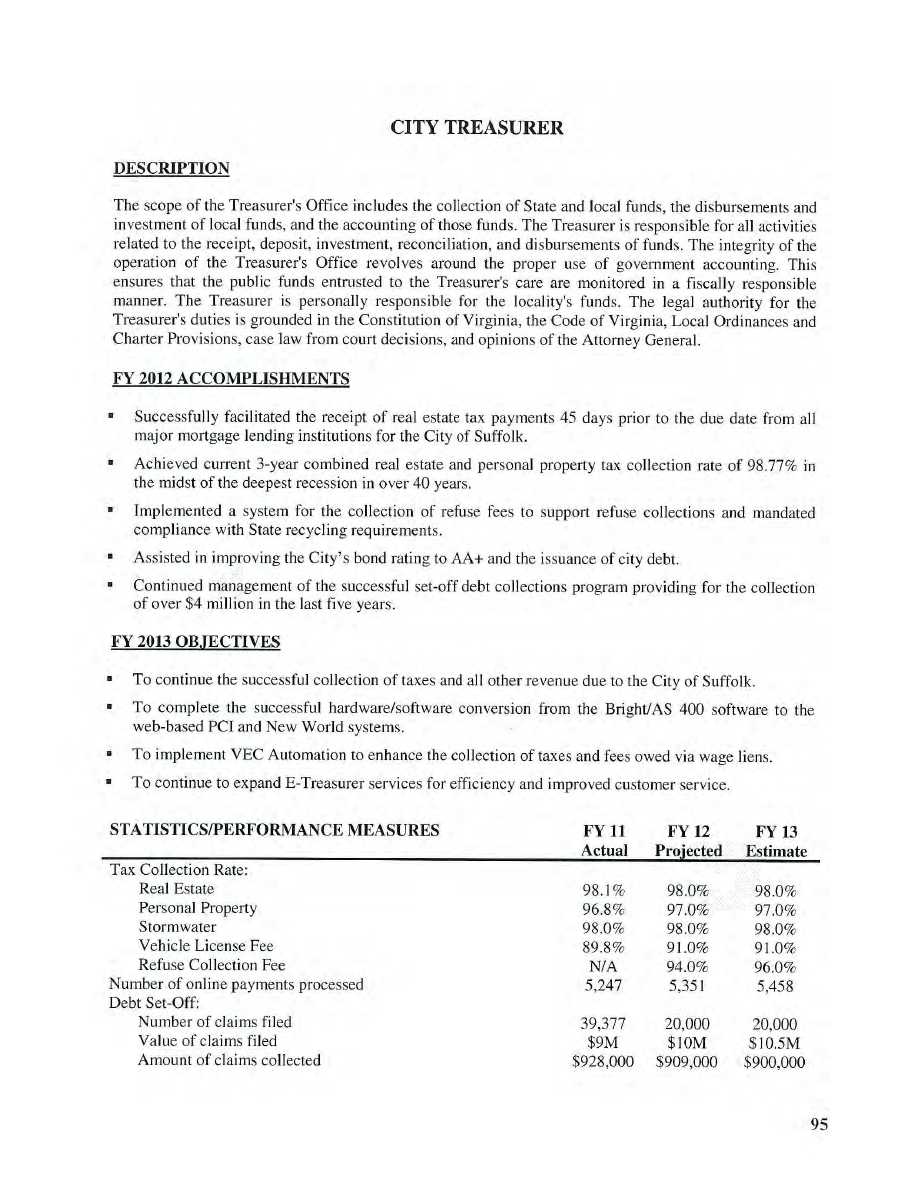 CITY TREASURER
DESCRIPTION
The scope of the Treasurer's Office includes the collection of State and local funds, the disbursements and
investment of local funds, and the accounting of those funds. The Treasurer is responsible for all activities
related to the receipt, deposit, investment, reconciliation, and disbursements of funds. The integrity of the
operation of the Treasurer's Office revolves around the proper use of government accounting. This
ensures that the public funds entrusted to the Treasurer's care are monitored in a fiscally responsible
manner. The Treasurer is personally responsible for the locality's funds. The legal authority for the
Treasurer's duties is grounded in the Constitution of Virginia, the Code of Virginia, Local Ordinances and
Charter Provisions, case law from court decisions, and opinions of the Attorney General.
FY 2012 ACCOMPLISHMENTS
▪ Successfully facilitated the receipt of real estate tax payments 45 days prior to the due date from all
major mortgage lending institutions for the City of Suffolk.
▪ Achieved current 3-year combined real estate and personal property tax collection rate of 98.77% in
the midst of the deepest recession in over 40 years.
▪ Implemented a system for the collection of refuse fees to support refuse collections and mandated
compliance with State recycling requirements.
▪ Assisted in improving the City's bond rating to AA+ and the issuance of city debt.
▪ Continued management of the successful set-off debt collections program providing for the collection
of over $4 million in the last five years.
FY 2013 OBJECTIVES
▪ To continue the successful collection of taxes and all other revenue due to the City of Suffolk.
▪ To complete the successful hardware/software conversion from the Bright/AS 400 software to the
web-based PCI and New World systems.
▪ To implement VEC Automation to enhance the collection of taxes and fees owed via wage liens.
▪ To continue to expand E-Treasurer services for efficiency and improved customer service.
STATISTICS/PERFORMANCE MEASURES FY 11 FY 12 FY 13
Actual Projected Estimate
Tax Collection Rate:
Real Estate 98.1% 98.0% 98.0%
Personal Property 96.8% 97.0% 97.0%
Stormwater 98.0% 98.0% 98.0%
Vehicle License Fee 89.8% 91.0% 91.0%
Refuse Collection Fee N/A 94.0% 96.0%
Number of online payments processed 5,247 5,351 5,458
Debt Set-Off:
Number of claims filed 39,377 20,000 20,000
Value of claims filed $9M $10M $10.5M
Amount of claims collected $928,000 $909,000 $900,000
95